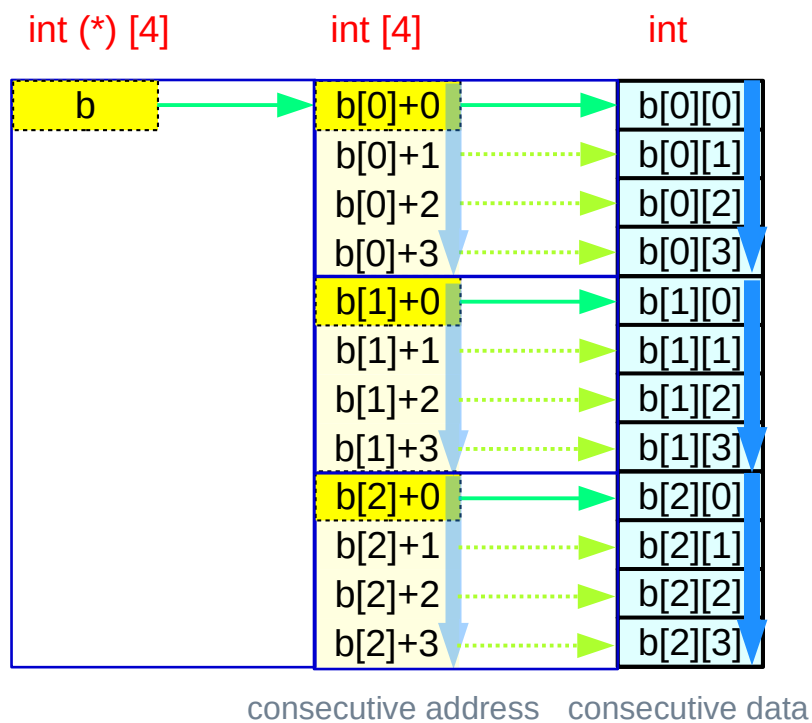 int (*) [4] int [4] int
b b[0]+0 b[0][0]
b[0]+1 b[0][1]
b[0]+2 b[0][2]
b[0]+3 b[0][3]
b[1]+0 b[1][0]
b[1]+1 b[1][1]
b[1]+2 b[1][2]
b[1]+3 b[1][3]
b[2]+0 b[2][0]
b[2]+1 b[2][1]
b[2]+2 b[2][2]
b[2]+3 b[2][3]
consecutive address consecutive data